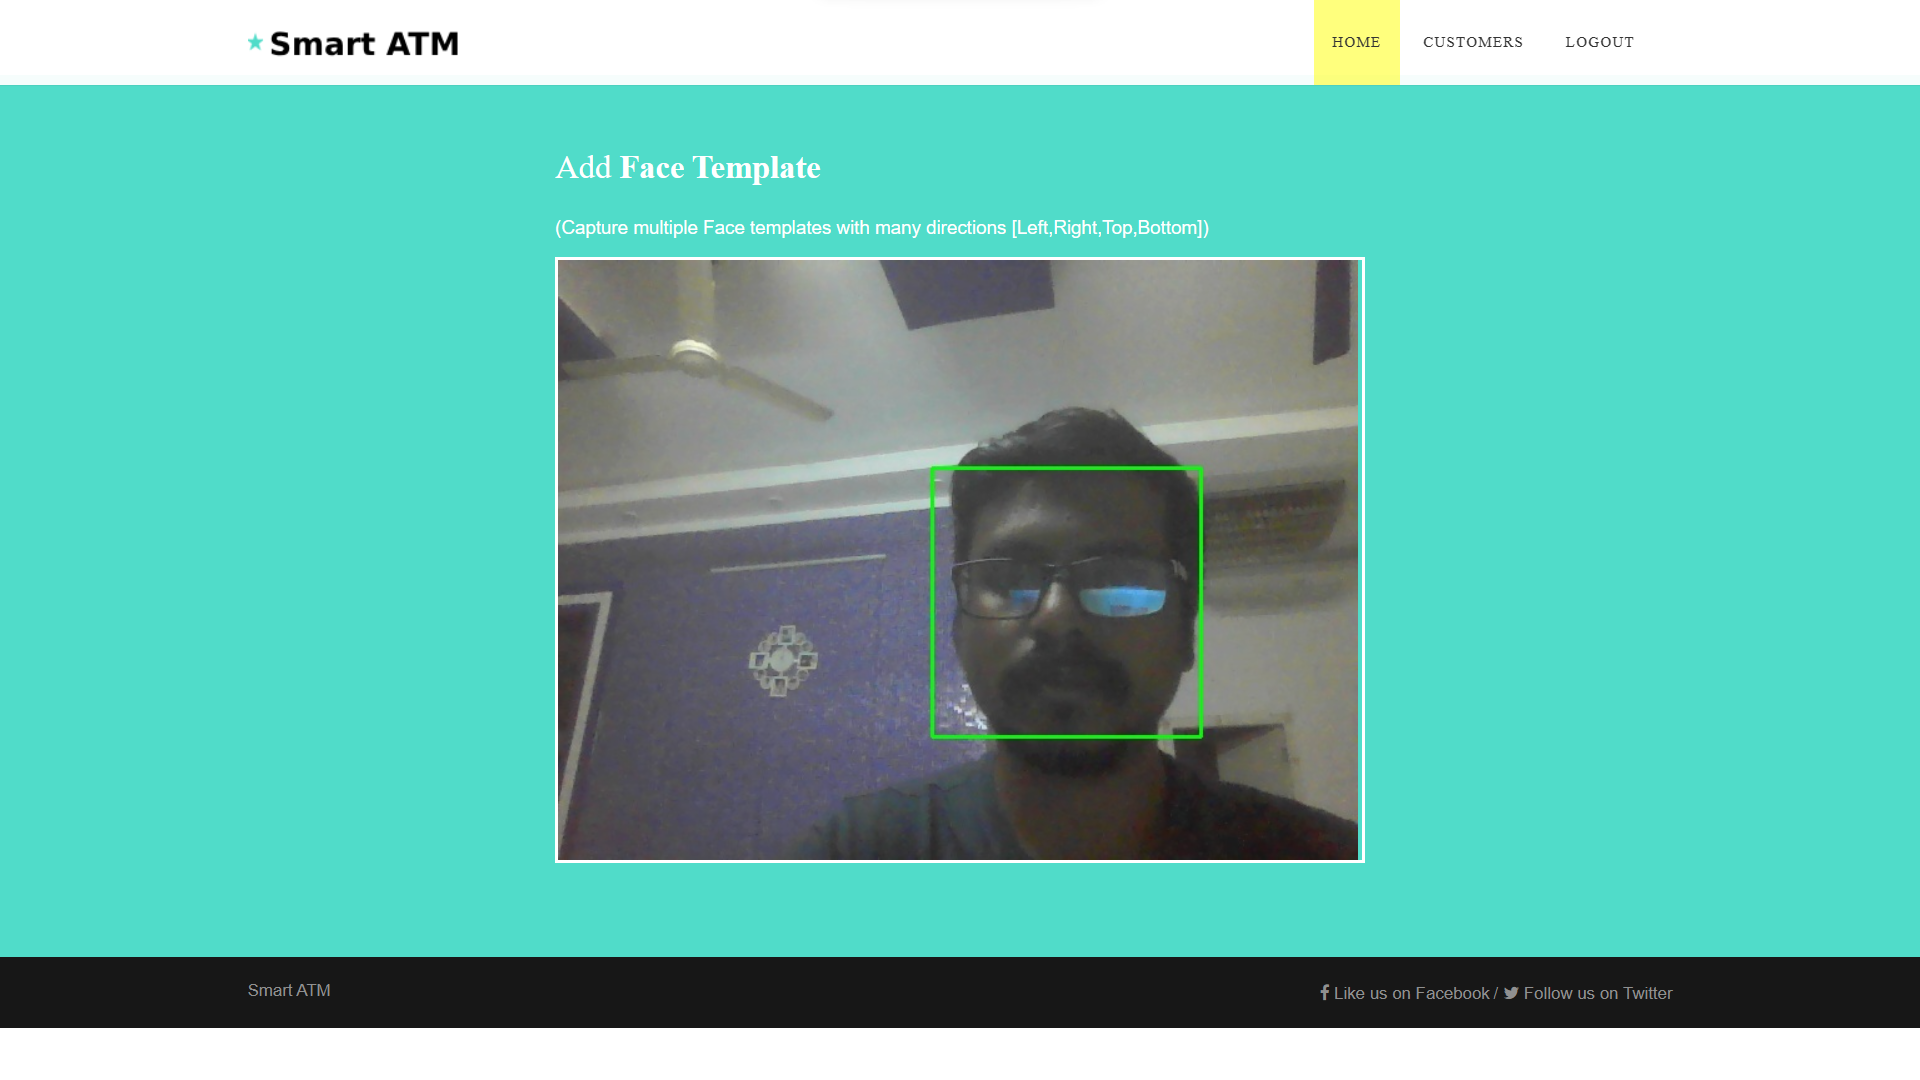 Smart ATM
HOME CUSTOMERS LOGOUT
Add Face Template
(Capture multiple Face templates with many directions [Left,Right,Top,Bottom])
Smart ATM
Like us on Facebook / Follow us on Twitter